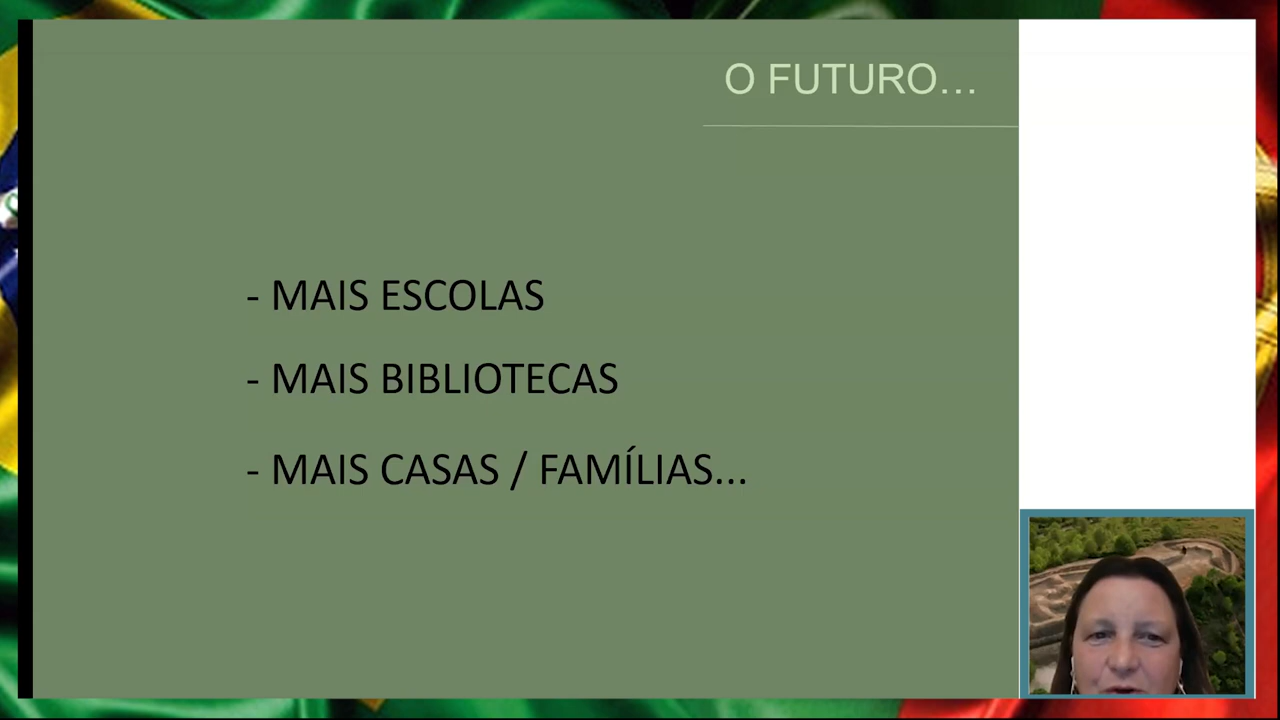 O FUTURO...
- MAIS ESCOLAS
- MAIS BIBLIOTECAS
- MAIS CASAS / FAMÍLIAS...